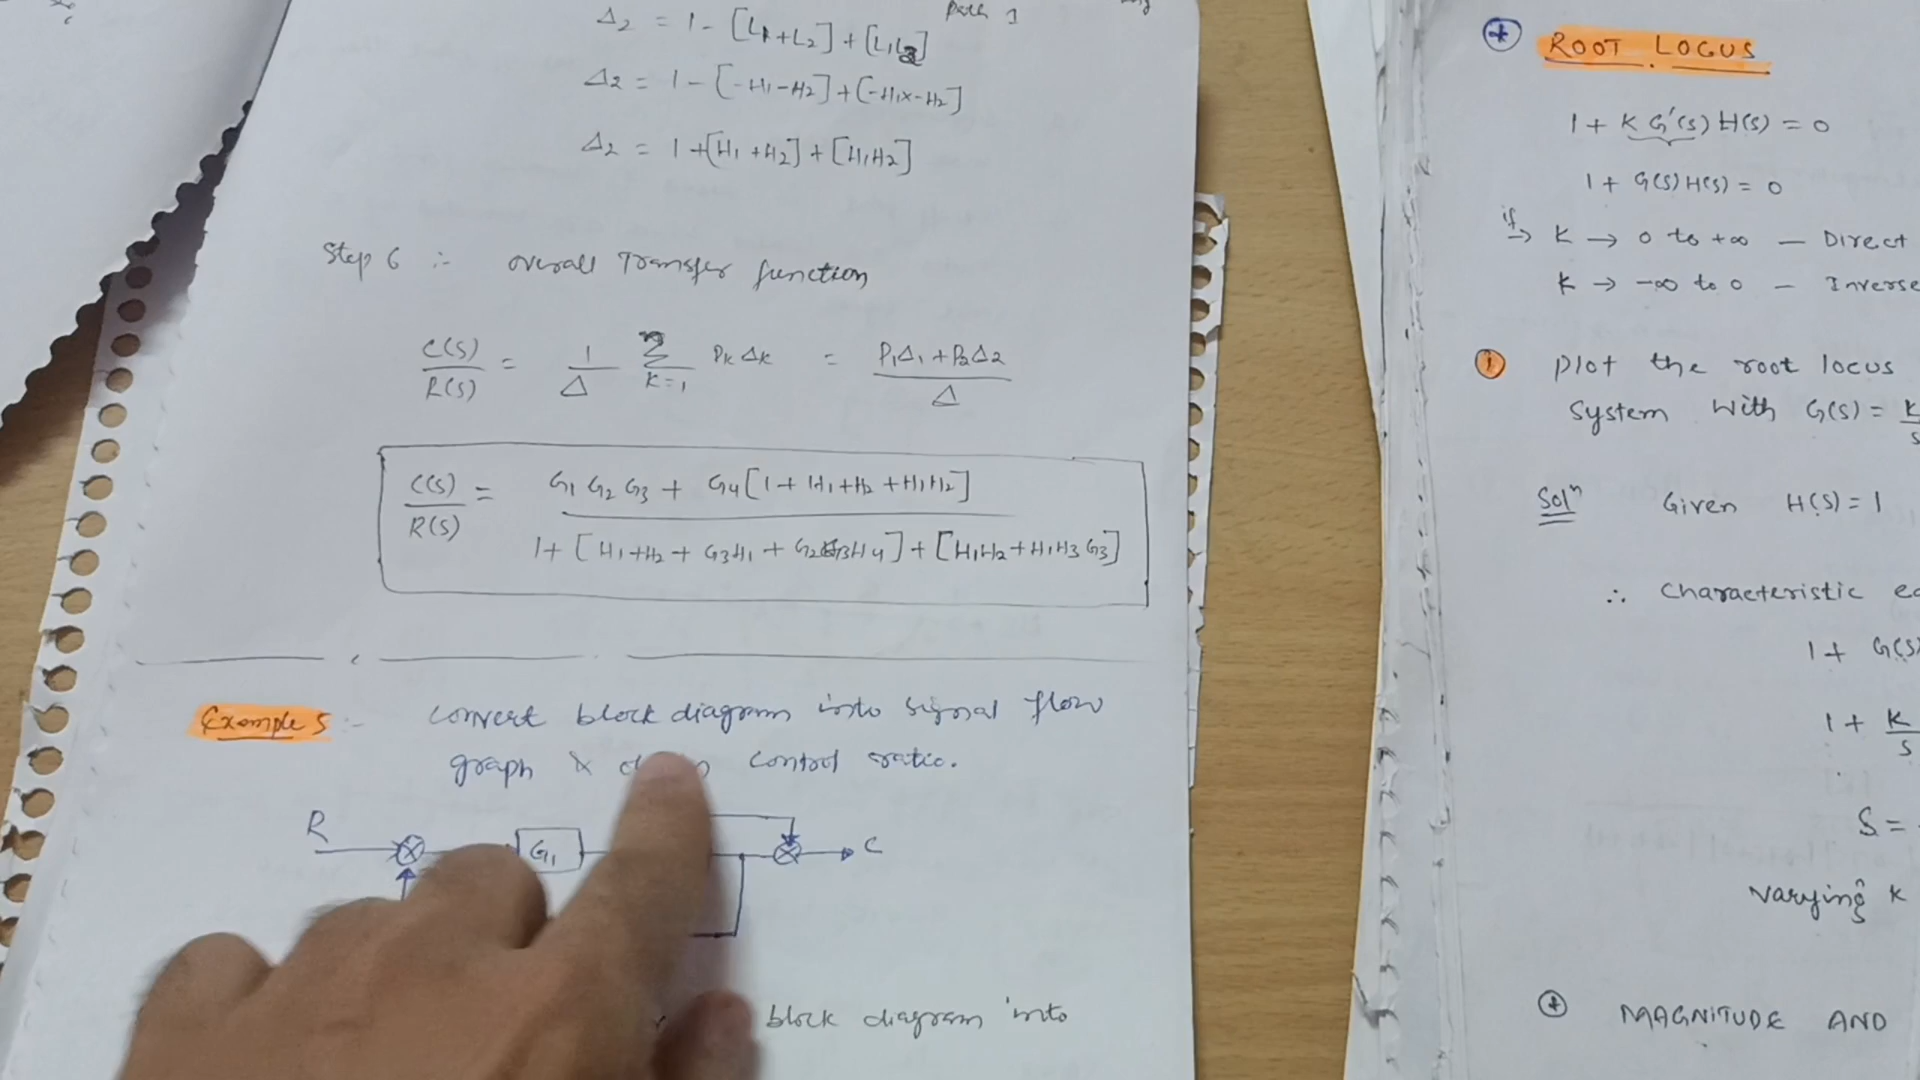 Path 1
Δ2 = 1 - [L1+L2] + [L1L2]
Δ2 = 1 - [-H1-H2] + [-H1x-H2]
Δ2 = 1 + [H1+H2] + [H1H2]
Step 6 :- overall Transfer function
C(S)/R(S) = 1/Δ Σ k=1 n Pk Δk = P1Δ1+P2Δ2/Δ
C(S)/R(S) = G1 G2 G3 + G4[1 + H1+H2+H1H2] / 1 + [H1+H2 + G3H1 + G2G3H4] + [H1H2+H1H3 G3]
Example 5 :- convert block diagram into signal flow
graph & control ratio.
R
G1
C
block diagram into
ROOT LOCUS
1 + K G'(s) H(s) = 0
1 + G(S)H(S) = 0
if
⇒ K → 0 to +∞ — Direct
K → -∞ to 0 - Inverse
1 Plot the root locus
System with G(S) = K/S
Solⁿ Given H(S) = 1
∴ characteristic
1 + G(S)
1 + K/S
S =
Varying K
MAGNITUDE AND